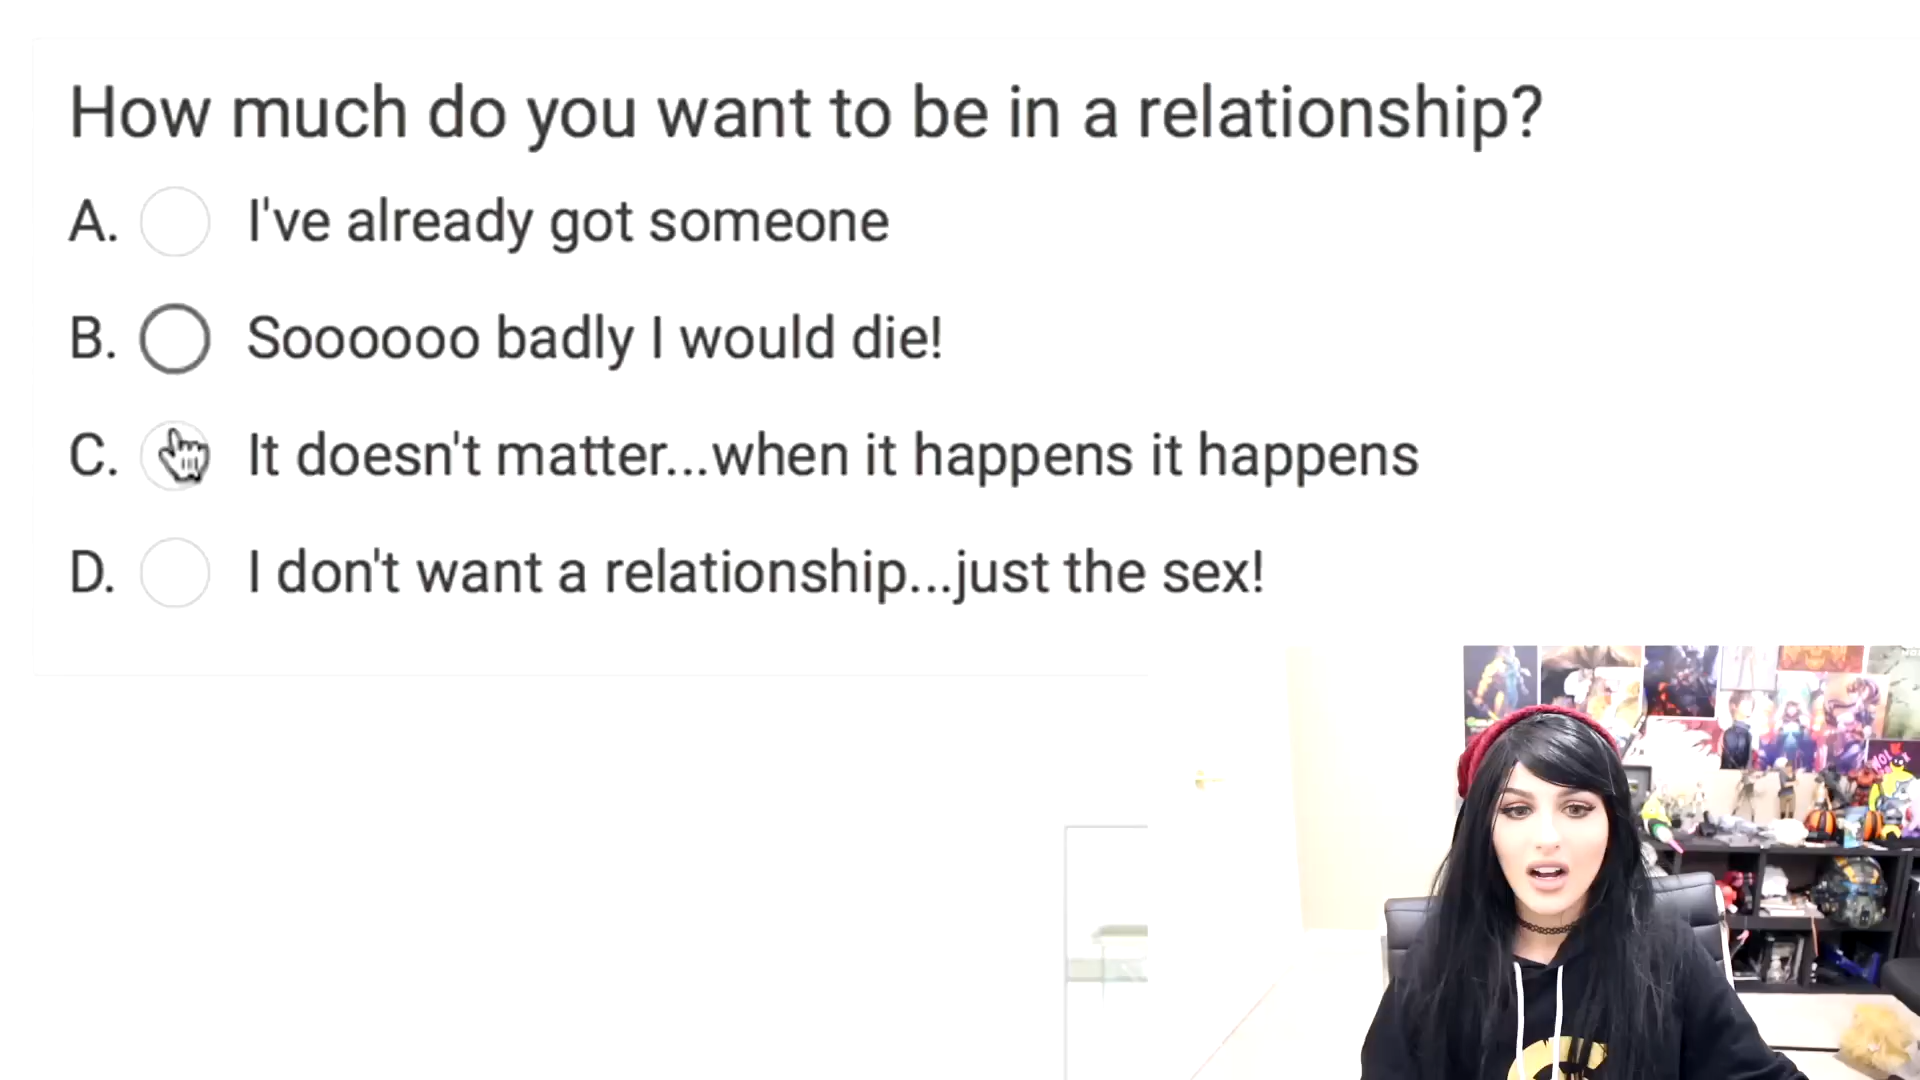 How much do you want to be in a relationship?
A. I've already got someone
B. Soooooo badly I would die!
C. It doesn't matter...when it happens it happens
D. I don't want a relationship...just the sex!